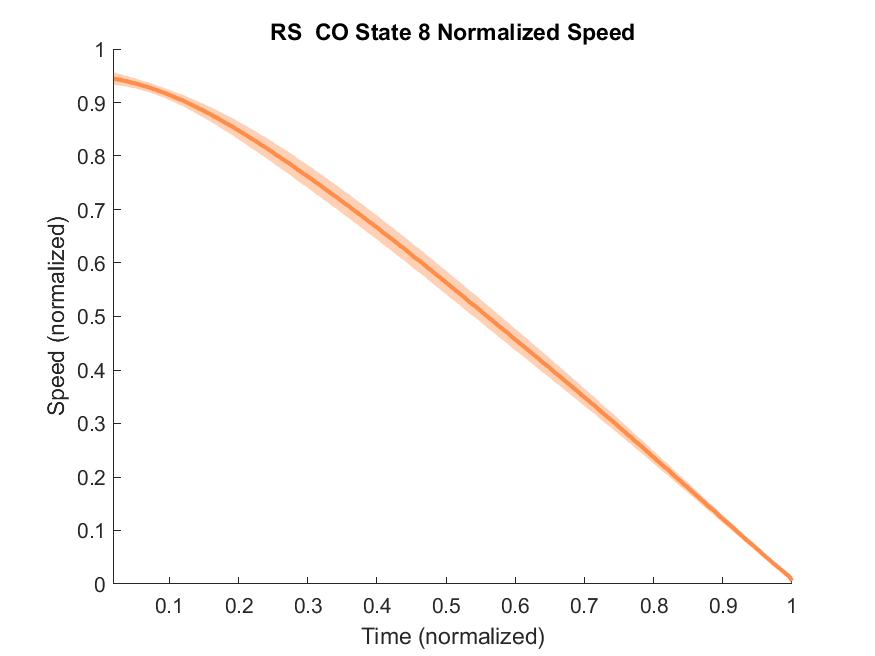 RS  CO State 8 Normalized Speed
1
0.9
0.8
0.7
0.6
0.5
0.4
0.3
0.2
0.1
0
Speed (normalized)
0.1 0.2 0.3 0.4 0.5 0.6 0.7 0.8 0.9 1
Time (normalized)